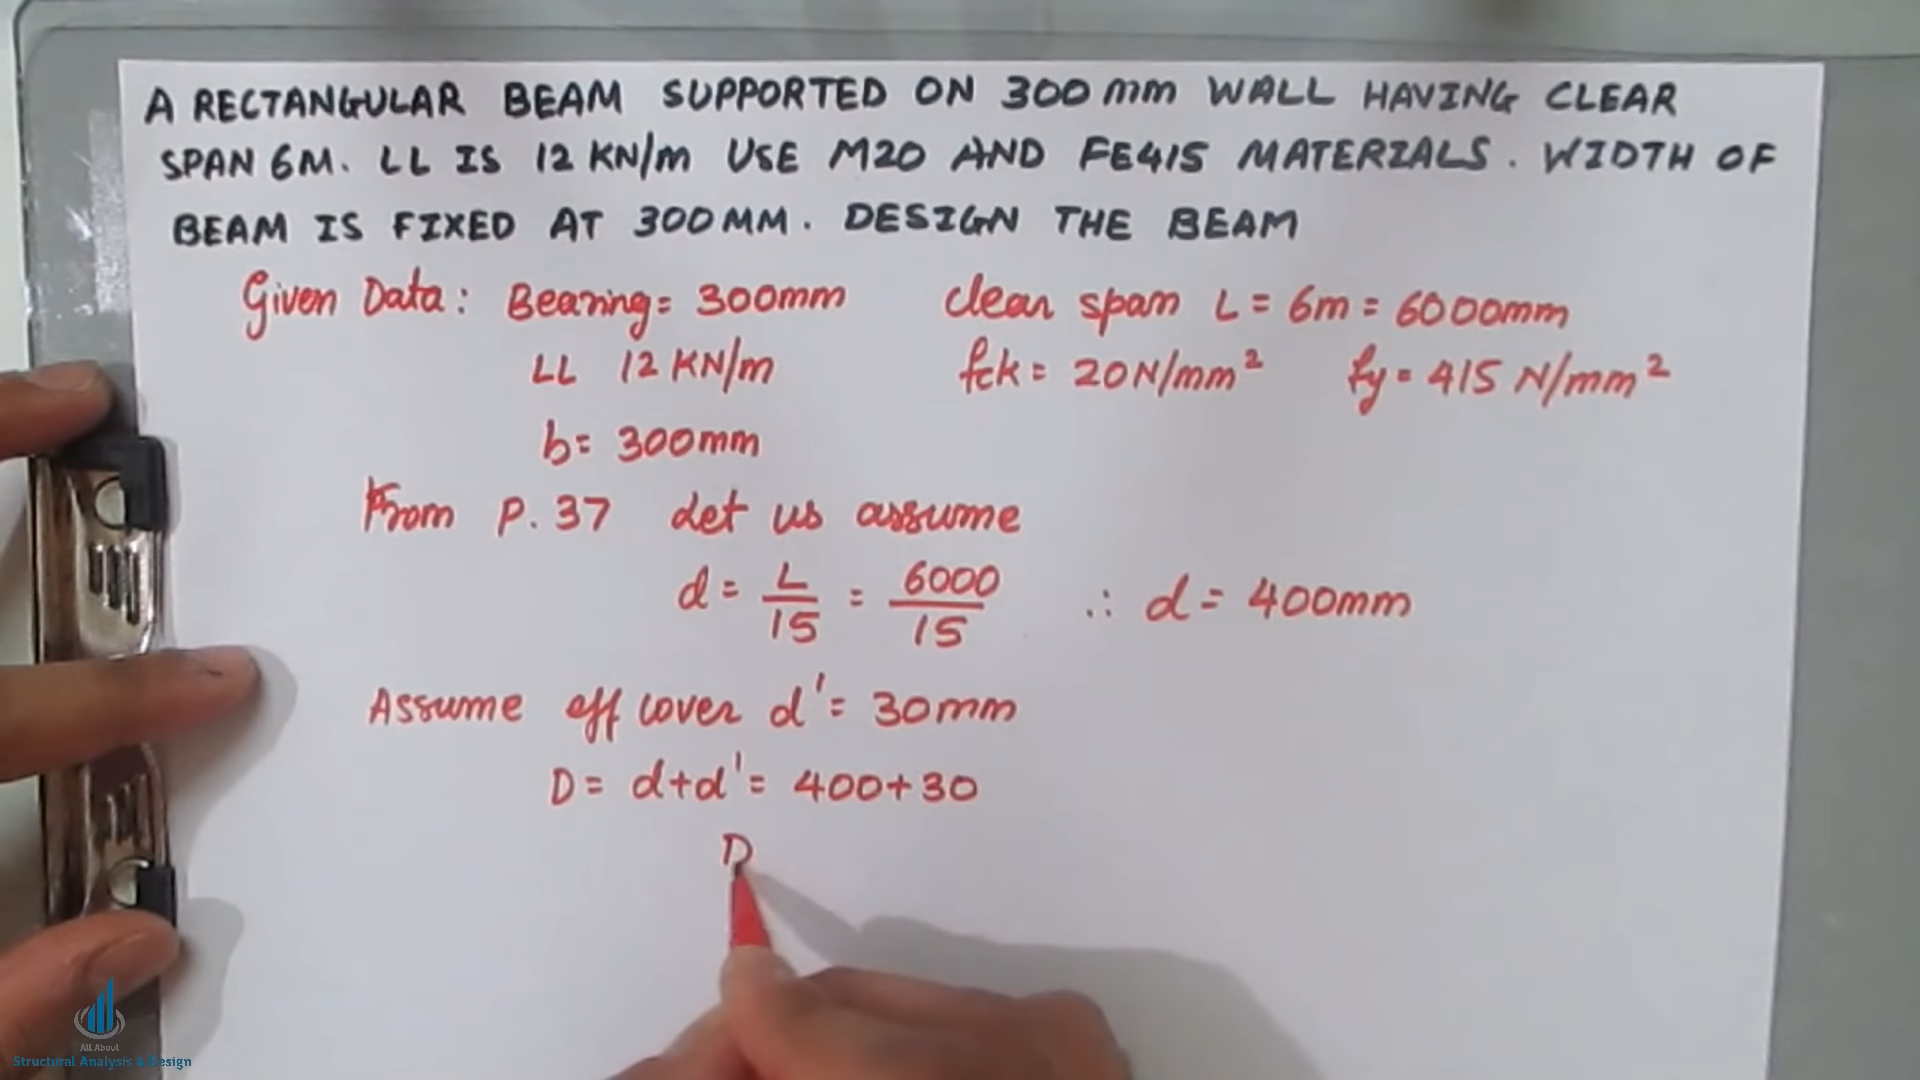 A RECTANGULAR BEAM SUPPORTED ON 300 mm WALL HAVING CLEAR
SPAN 6M. LL IS 12 KN/m USE M20 AND FE415 MATERIALS. WIDTH OF
BEAM IS FIXED AT 300MM. DESIGN THE BEAM
Given Data: Bearing= 300mm clear span L = 6m = 6000mm
LL 12 KN/m fck = 20N/mm² fy = 415 N/mm²
b= 300mm
From P. 37 Let us assume
d = L/15 = 6000/15 ∴ d = 400mm
Assume eff cover d' = 30mm
D = d+d' = 400+30
D
All About
Structural Analysis & Design